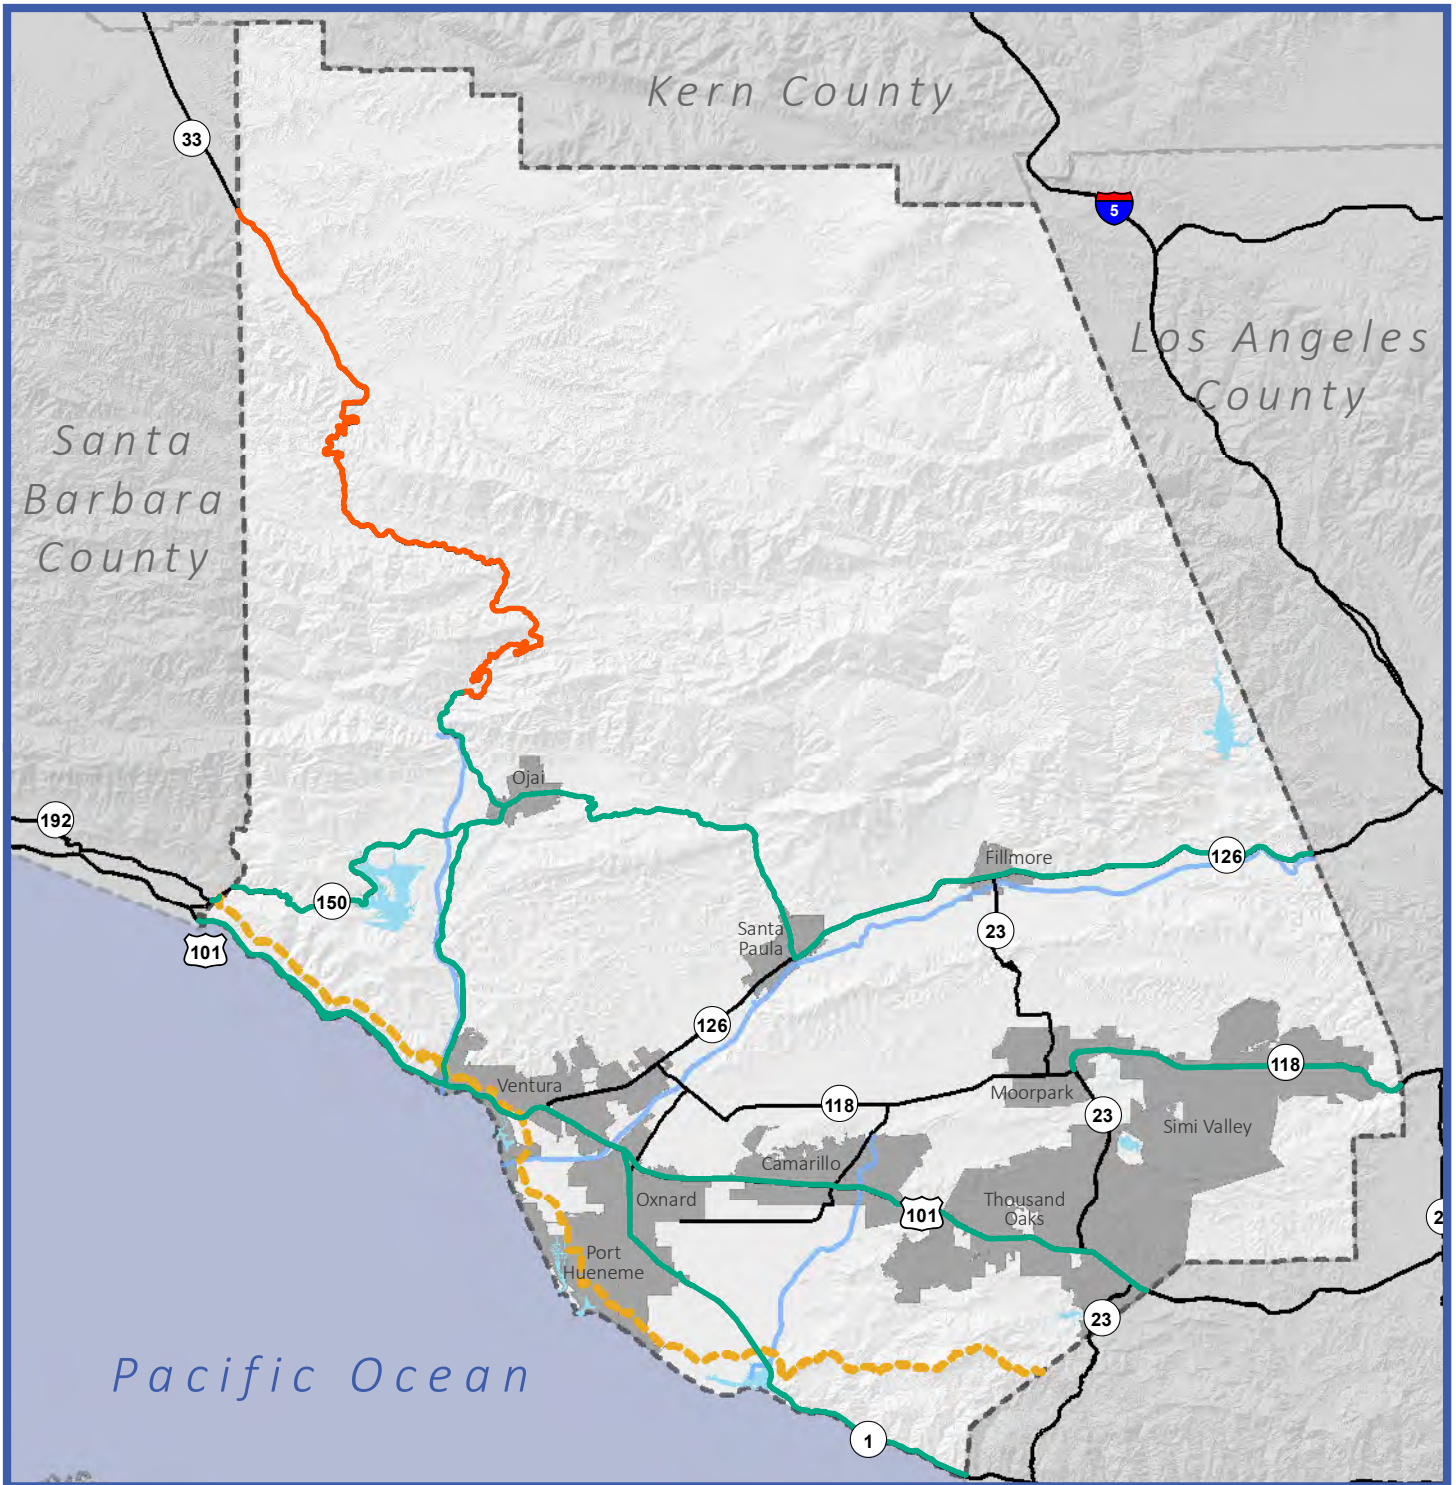 Kern County
33
5
Los Angeles
County
Santa
Barbara
County
Ojai
192
Fillmore
126
150
Santa
Paula
23
101
126
118
Ventura
Moorpark
118
23
Simi Valley
Camarillo
Oxnard
Thousand
Oaks
101
2
Port
Hueneme
23
Pacific Ocean
1